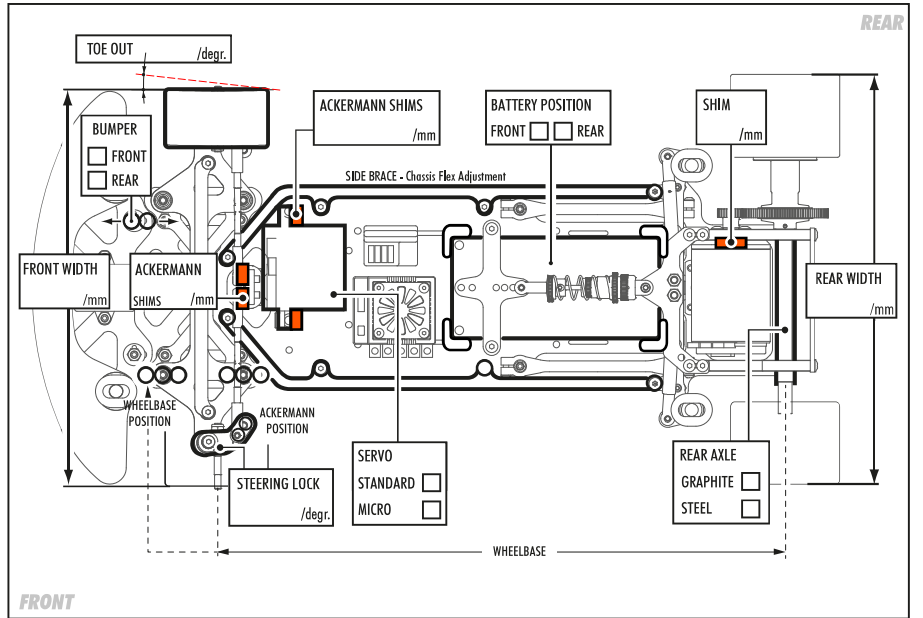 REAR
TOE OUT
/degr.
BUMPER
FRONT
REAR
ACKERMANN SHIMS
/mm
BATTERY POSITION
FRONT REAR
SHIM
/mm
SIDE BRACE - Chassis Flex Adjustment
FRONT WIDTH
/mm
ACKERMANN
SHIMS /mm
REAR WIDTH
/mm
WHEELBASE
POSITION
ACKERMANN
POSITION
STEERING LOCK
/degr.
SERVO
STANDARD
MICRO
REAR AXLE
GRAPHITE
STEEL
WHEELBASE
FRONT